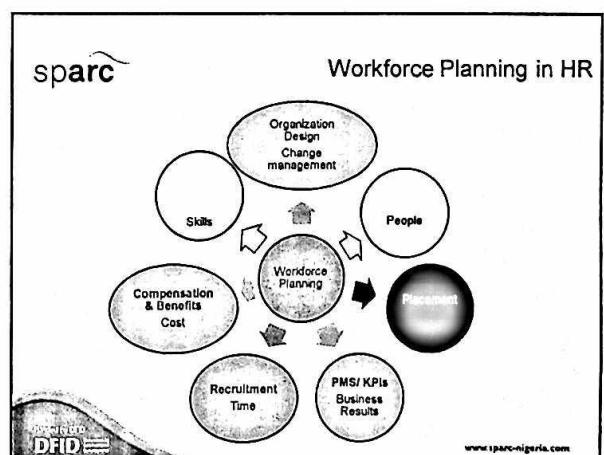 sparc
Workforce Planning in HR
Organization
Design
Change
management
Skills
People
Workforce
Planning
Compensation
& Benefits
Cost
Placement
Recruitment
Time
PMS/ KPIs
Business
Results
DFID
www.sparc-nigeria.com